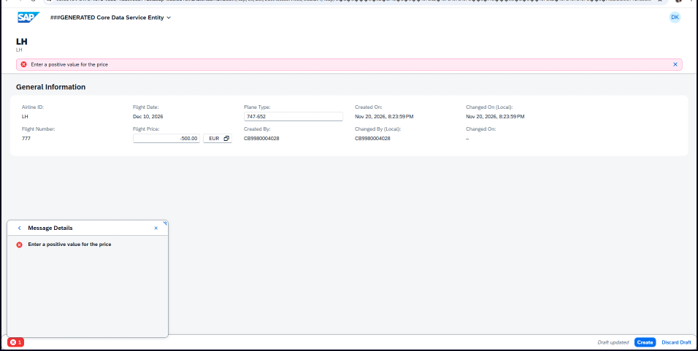 SAP
###GENERATED Core Data Service Entity
DK
LH
LH
Enter a positive value for the price
General Information
Airline ID: Flight Date: Plane Type: Created On: Changed On (Local):
LH Dec 10, 2026 747-652 Nov 20, 2026, 8:23:59 PM Nov 20, 2026, 8:23:59 PM
Flight Number: Flight Price: Created By: Changed By (Local): Changed On:
777 -500.00 EUR CB9980004028 CB9980004028 –
Message Details
Enter a positive value for the price
1
Draft updated Create Discard Draft